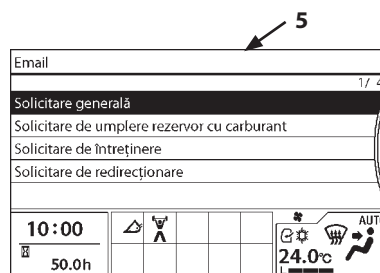 5
Email
1/ 4
Solicitare generală
Solicitare de umplere rezervor cu carburant
Solicitare de întreținere
Solicitare de redirecționare
10:00
50.0h
AUT
24.0°C
L